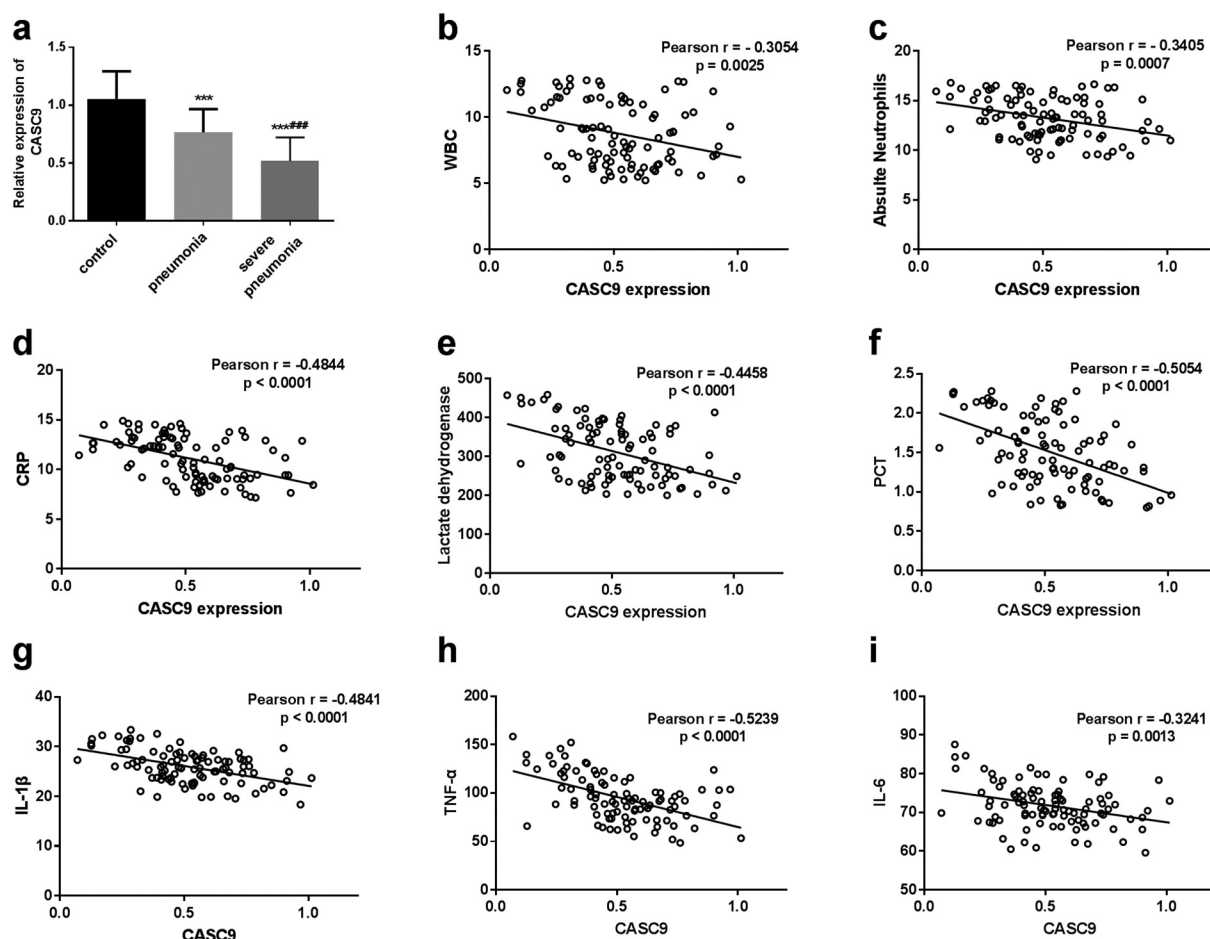 a
Relative expression of
CASC9
1.5
1.0
0.5
0.0
***
***###
control
pneumonia
severe
pneumonia
b
Pearson r = - 0.3054
p = 0.0025
WBC
15
10
5
0
0.0 0.5 1.0
CASC9 expression
c
Pearson r = -0.3405
p = 0.0007
Absulte Neutrophils
20
15
10
5
0
0.0 0.5 1.0
CASC9 expression
d
Pearson r = -0.4844
p < 0.0001
CRP
20
15
10
5
0
0.0 0.5 1.0
CASC9 expression
e
Pearson r = -0.4458
p < 0.0001
Lactate dehydrogenase
500
400
300
200
100
0
0.0 0.5 1.0
CASC9 expression
f
Pearson r = -0.5054
p < 0.0001
PCT
2.5
2.0
1.5
1.0
0.5
0.0
0.0 0.5 1.0
CASC9 expression
g
Pearson r = -0.4841
p < 0.0001
IL-1β
40
30
20
10
0
0.0 0.5 1.0
CASC9
h
Pearson r = -0.5239
p < 0.0001
TNF-α
200
150
100
50
0
0.0 0.5 1.0
CASC9
i
Pearson r = -0.3241
p = 0.0013
IL-6
100
90
80
70
60
50
0.0 0.5 1.0
CASC9